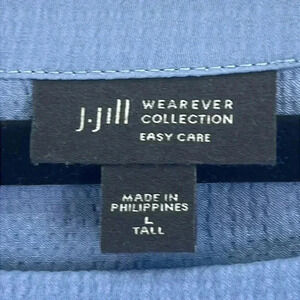 J.Jill WEAREVER
COLLECTION
EASY CARE
MADE IN
PHILIPPINES
L
TALL